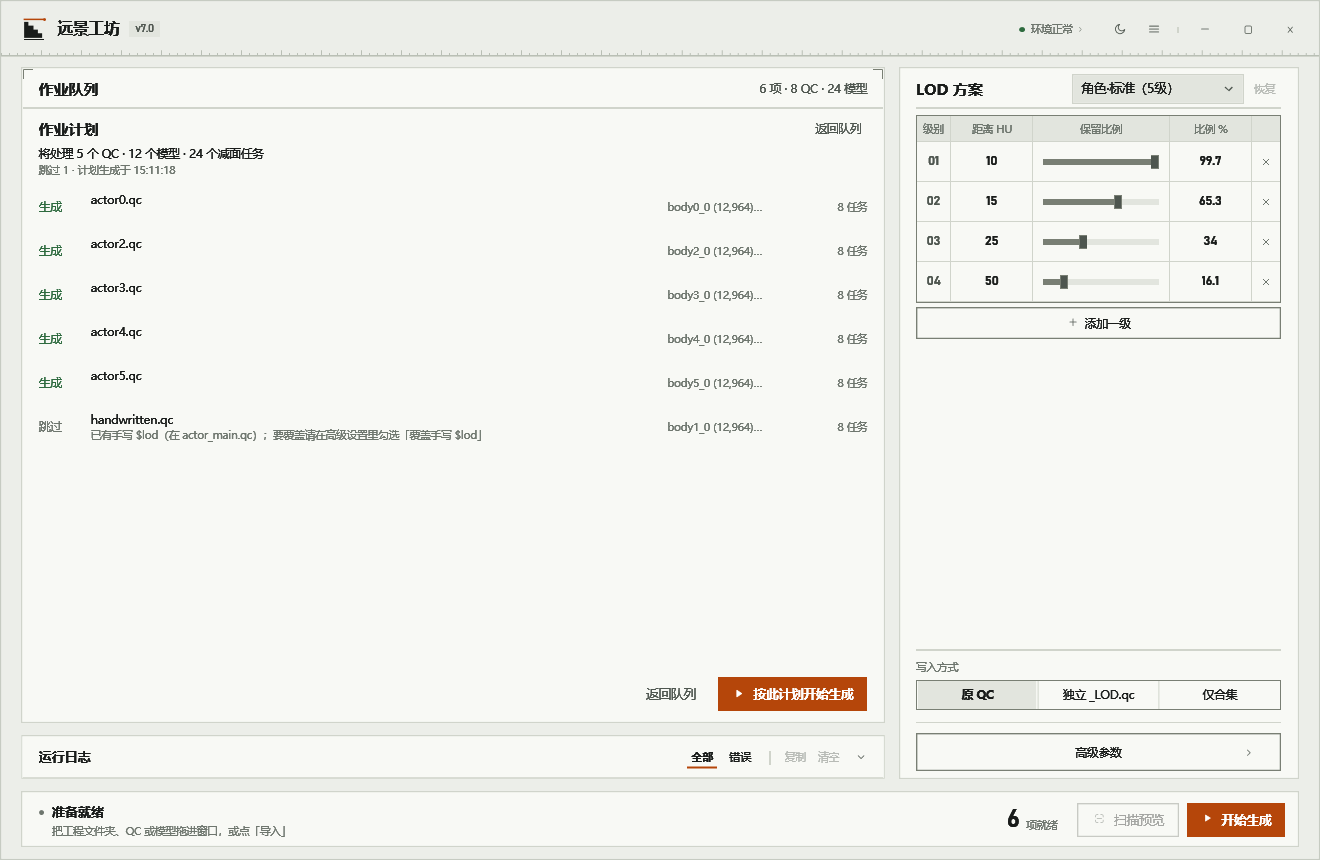 远景工坊 v7.0
环境正常
作业队列
6 项 · 8 QC · 24 模型
作业计划
返回队列
将处理 5 个 QC · 12 个模型 · 24 个减面任务
跳过 1 · 计划生成于 15:11:18
生成 actor0.qc body0_0 (12,964)... 8 任务
生成 actor2.qc body2_0 (12,964)... 8 任务
生成 actor3.qc body3_0 (12,964)... 8 任务
生成 actor4.qc body4_0 (12,964)... 8 任务
生成 actor5.qc body5_0 (12,964)... 8 任务
跳过 handwritten.qc body1_0 (12,964)... 8 任务
已有手写 $lod（在 actor_main.qc）；要覆盖请在高级设置里勾选「覆盖手写 $lod」
返回队列 按此计划开始生成
运行日志
全部 错误 复制 清空
LOD 方案 角色·标准（5级） 恢复
级别 距离 HU 保留比例 比例 %
01 10 99.7
02 15 65.3
03 25 34
04 50 16.1
+ 添加一级
写入方式
原 QC 独立 _LOD.qc 仅合集
高级参数
准备就绪
把工程文件夹、QC 或模型拖进窗口，或点「导入」
6 项就绪
扫描预览 开始生成